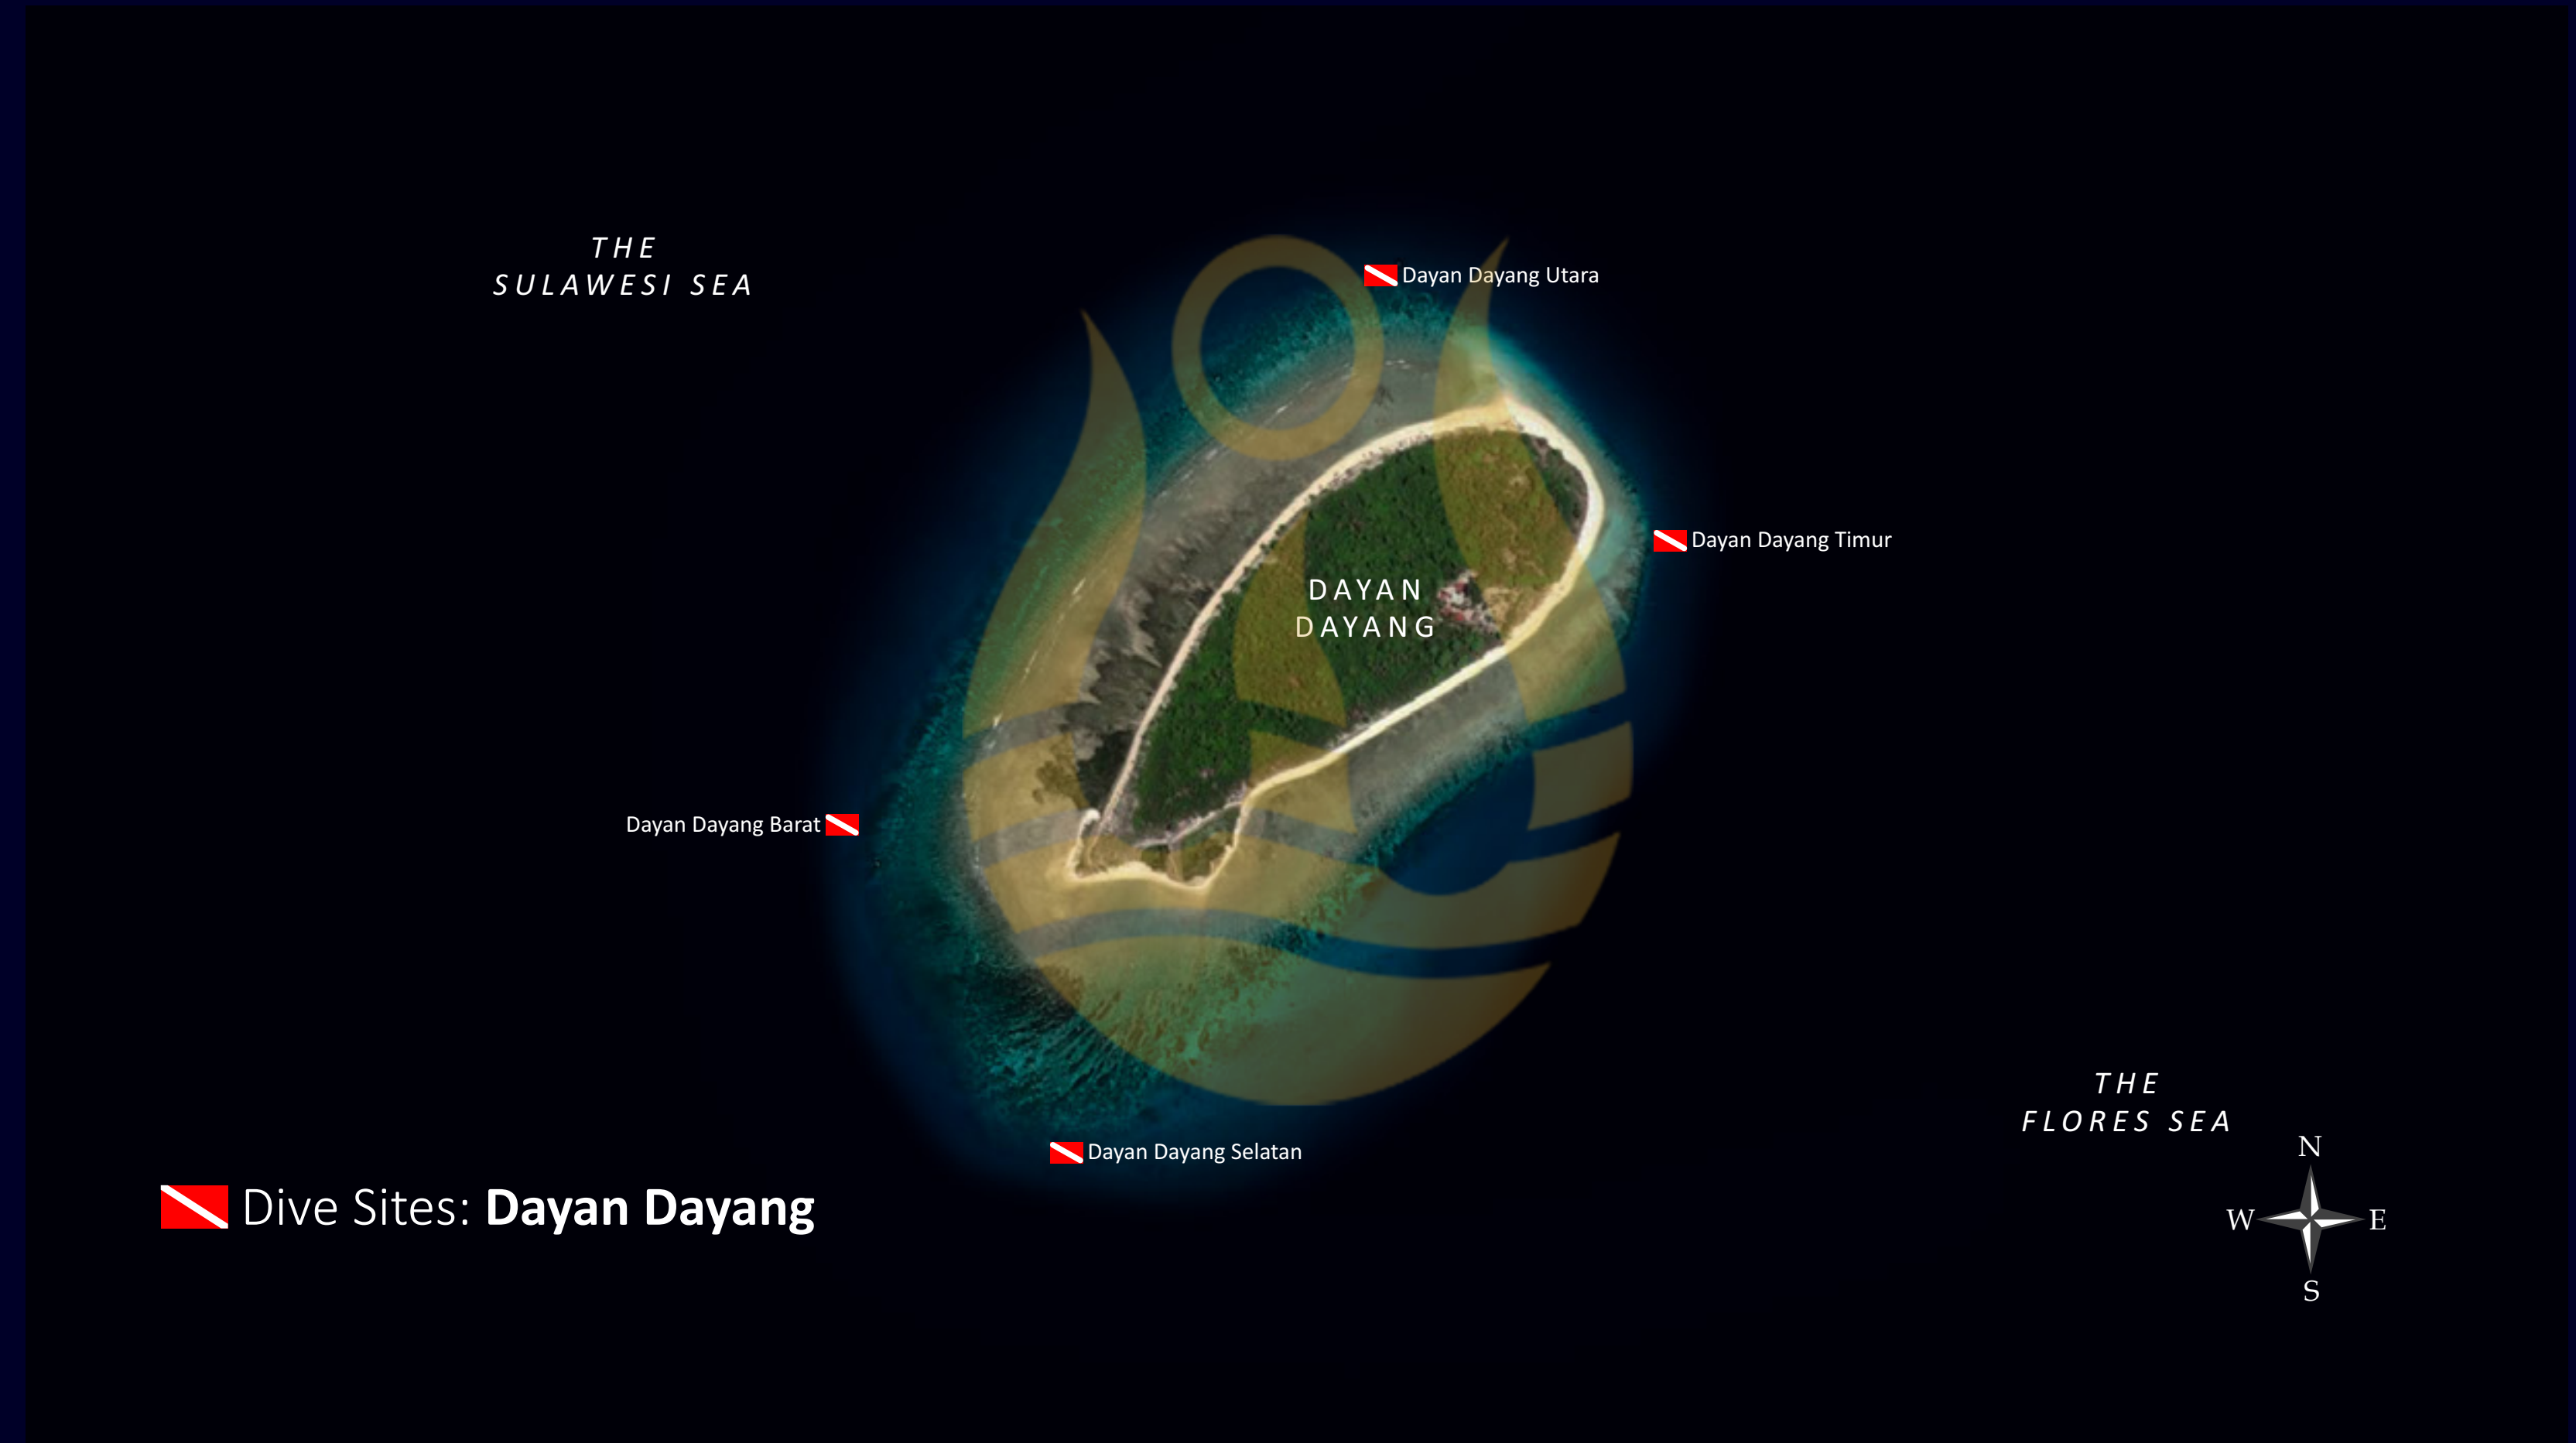 THE
SULAWESI SEA
Dayan Dayang Utara
Dayan Dayang Timur
DAYAN
DAYANG
Dayan Dayang Barat
THE
FLORES SEA
Dayan Dayang Selatan
Dive Sites: Dayan Dayang
N
W E
S